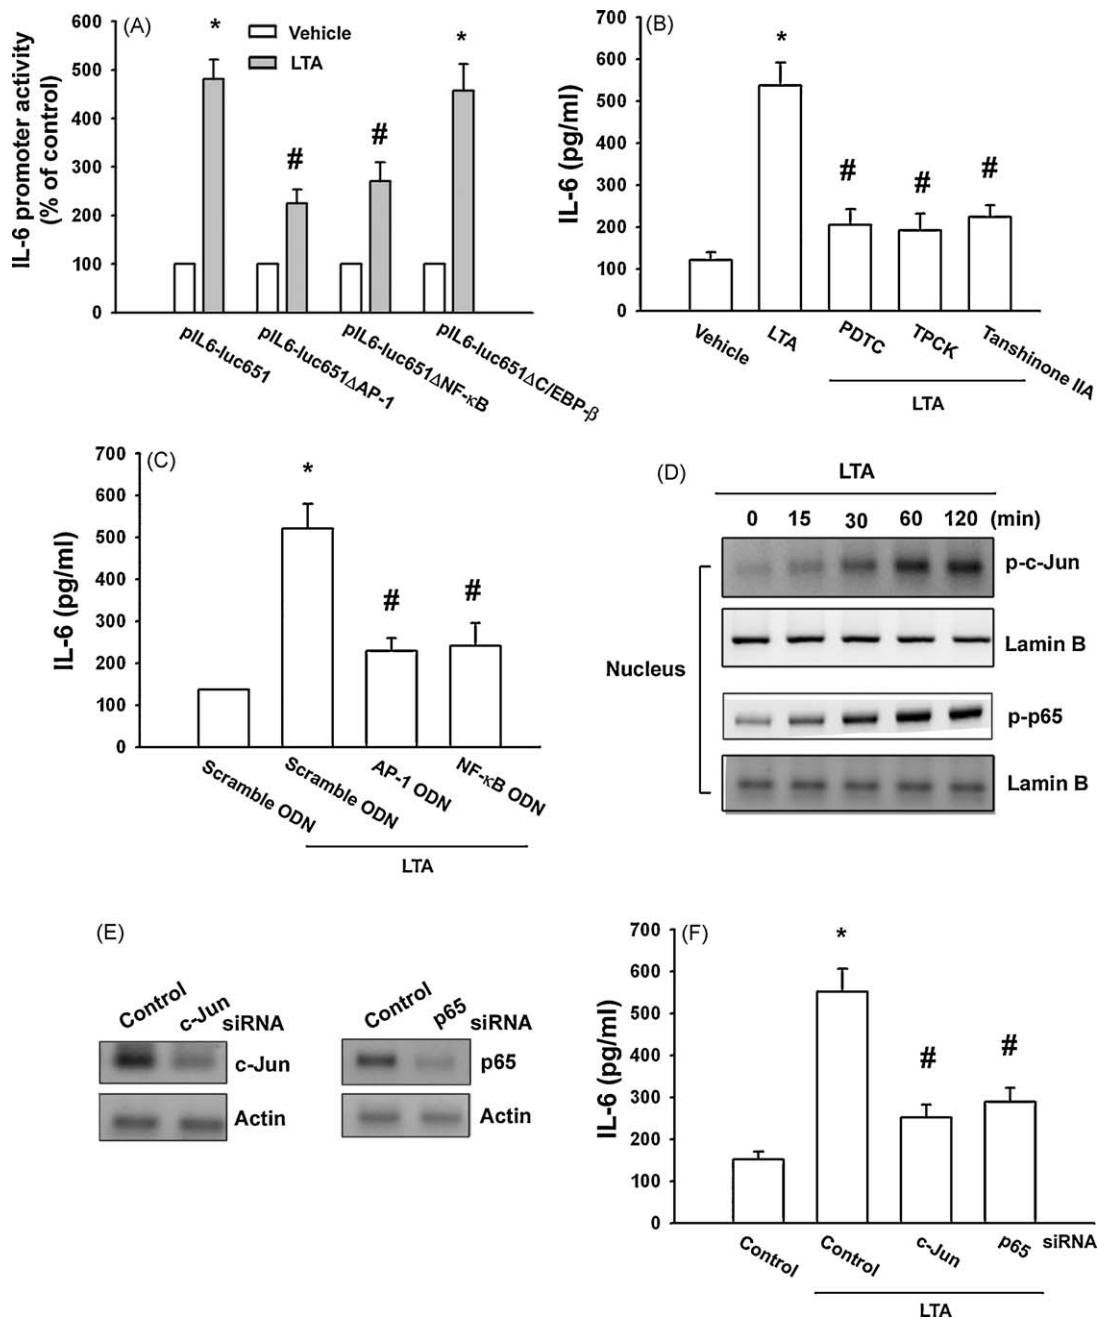 (A)
600
500
400
300
200
100
0
IL-6 promoter activity
(% of control)
Vehicle
LTA
*
#
#
*
pIL6-luc651
pIL6-luc651ΔAP-1
pIL6-luc651ΔNF-κB
pIL6-luc651ΔC/EBP-β
(B)
700
600
500
400
300
200
100
0
IL-6 (pg/ml)
*
#
#
#
Vehicle
LTA
PDTC
TPCK
Tanshinone IIA
LTA
(C)
700
600
500
400
300
200
100
0
IL-6 (pg/ml)
*
#
#
Scramble ODN
Scramble ODN
AP-1 ODN
NF-κB ODN
LTA
(D)
LTA
0 15 30 60 120 (min)
p-c-Jun
Lamin B
Nucleus
p-p65
Lamin B
(E)
Control c-Jun siRNA
c-Jun
Actin
Control p65 siRNA
p65
Actin
(F)
700
600
500
400
300
200
100
0
IL-6 (pg/ml)
*
#
#
Control Control c-Jun p65 siRNA
LTA